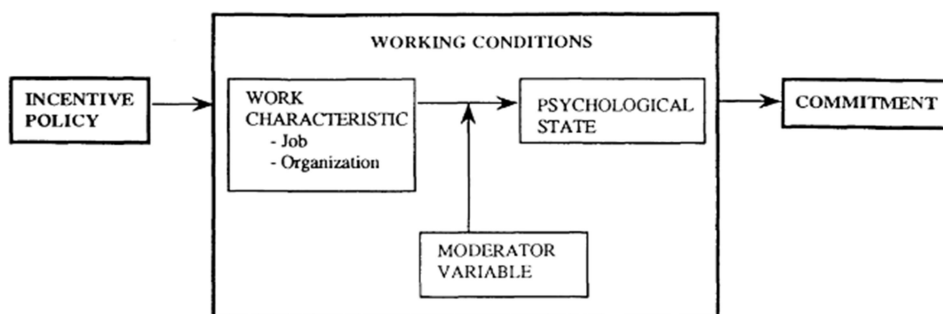 WORKING CONDITIONS
INCENTIVE
POLICY
WORK
CHARACTERISTIC
- Job
- Organization
PSYCHOLOGICAL
STATE
COMMITMENT
MODERATOR
VARIABLE